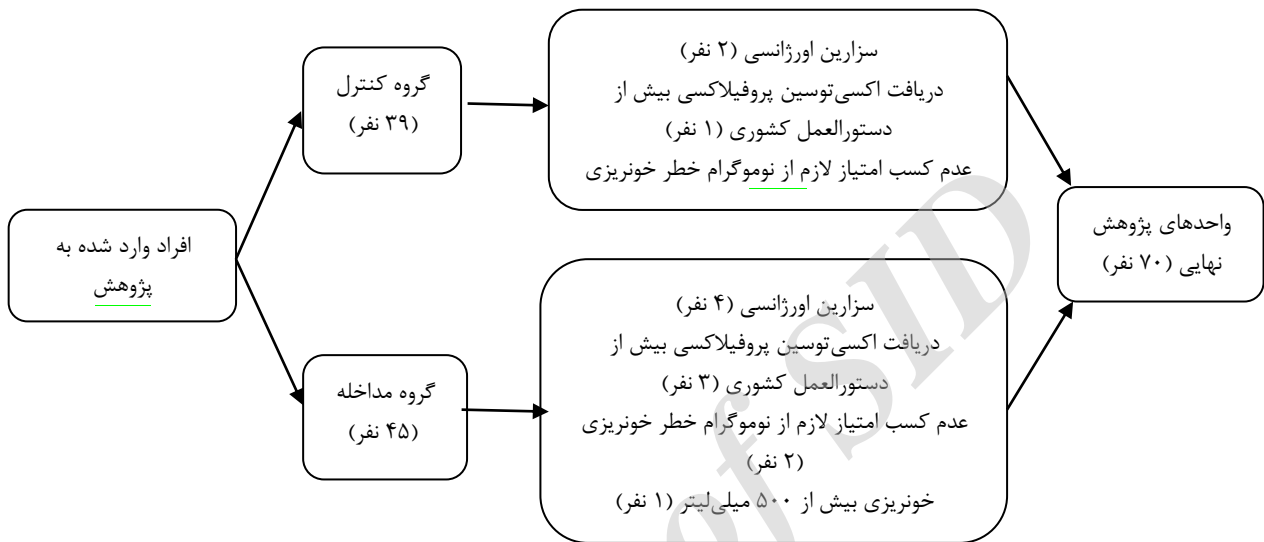 افراد وارد شده به
پژوهش
گروه کنترل
(۳۹ نفر)
سزارین اورژانسی (۲ نفر)
دریافت اکسی‌توسین پروفیلاکسی بیش از
دستورالعمل کشوری (۱ نفر)
عدم کسب امتیاز لازم از نوموگرام خطر خونریزی
گروه مداخله
(۴۵ نفر)
سزارین اورژانسی (۴ نفر)
دریافت اکسی‌توسین پروفیلاکسی بیش از
دستورالعمل کشوری (۳ نفر)
عدم کسب امتیاز لازم از نوموگرام خطر خونریزی
(۲ نفر)
خونریزی بیش از ۵۰۰ میلی‌لیتر (۱ نفر)
واحدهای پژوهش
نهایی (۷۰ نفر)
of SID